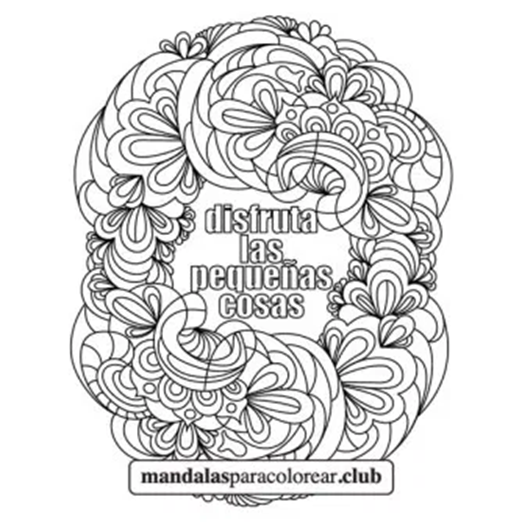 disfruta
las
pequeñas
cosas
mandalasparacolorear.club